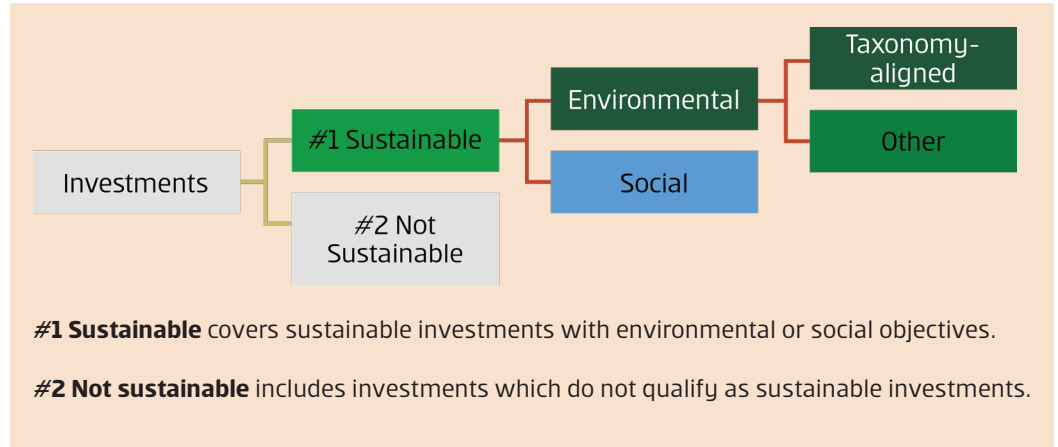 Investments
#1 Sustainable
#2 Not
Sustainable
Environmental
Social
Taxonomy-
aligned
Other
#1 Sustainable covers sustainable investments with environmental or social objectives.
#2 Not sustainable includes investments which do not qualify as sustainable investments.